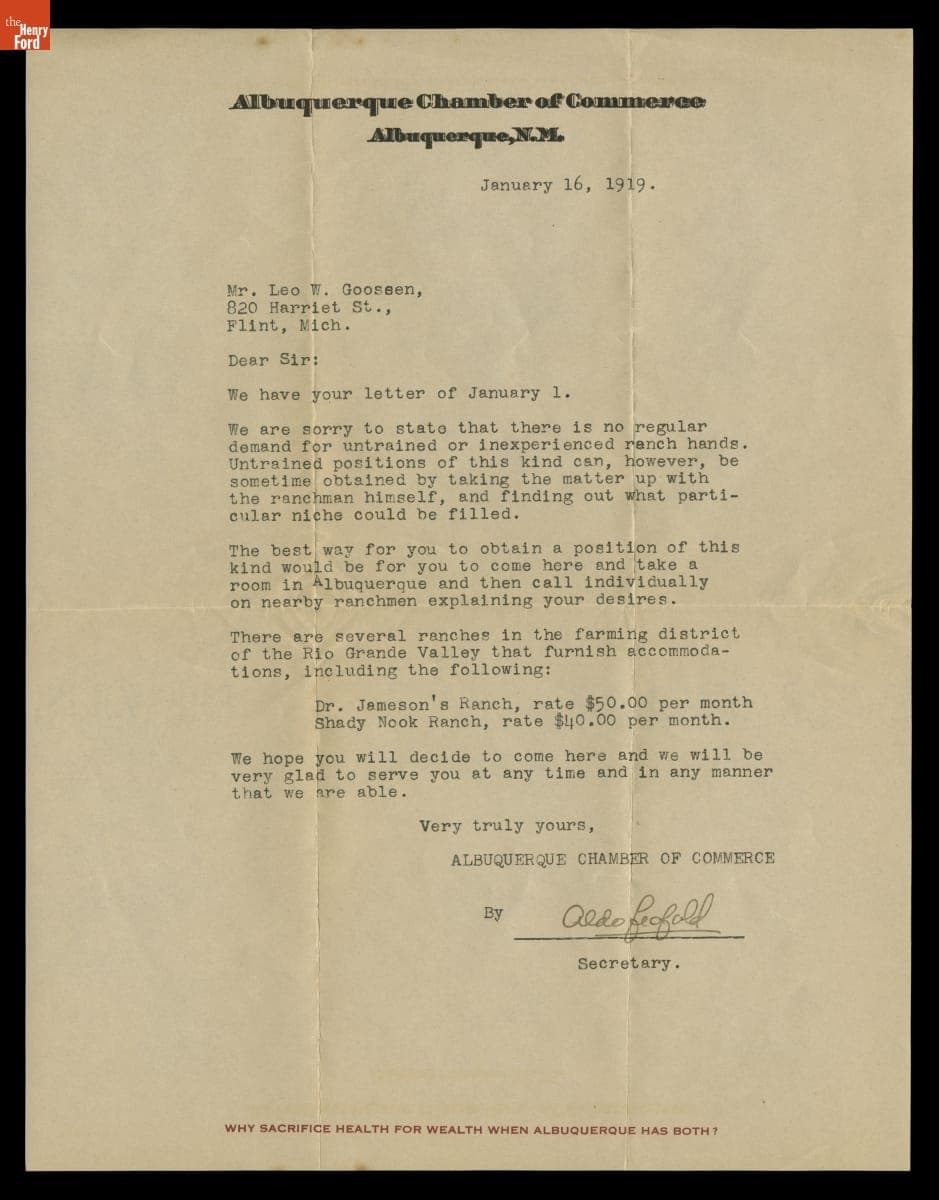 the
Henry
Ford
Albuquerque Chamber of Commerce
Albuquerque, N.M.
January 16, 1919.
Mr. Leo W. Goossen,
820 Harriet St.,
Flint, Mich.
Dear Sir:
We have your letter of January 1.
We are sorry to state that there is no regular
demand for untrained or inexperienced ranch hands.
Untrained positions of this kind can, however, be
sometime obtained by taking the matter up with
the ranchman himself, and finding out what parti-
cular niche could be filled.
The best way for you to obtain a position of this
kind would be for you to come here and take a
room in Albuquerque and then call individually
on nearby ranchmen explaining your desires.
There are several ranches in the farming district
of the Rio Grande Valley that furnish accommoda-
tions, including the following:
Dr. Jameson's Ranch, rate $50.00 per month
Shady Nook Ranch, rate $40.00 per month.
We hope you will decide to come here and we will be
very glad to serve you at any time and in any manner
that we are able.
Very truly yours,
ALBUQUERQUE CHAMBER OF COMMERCE
By Aldo Leopold
Secretary.
WHY SACRIFICE HEALTH FOR WEALTH WHEN ALBUQUERQUE HAS BOTH?